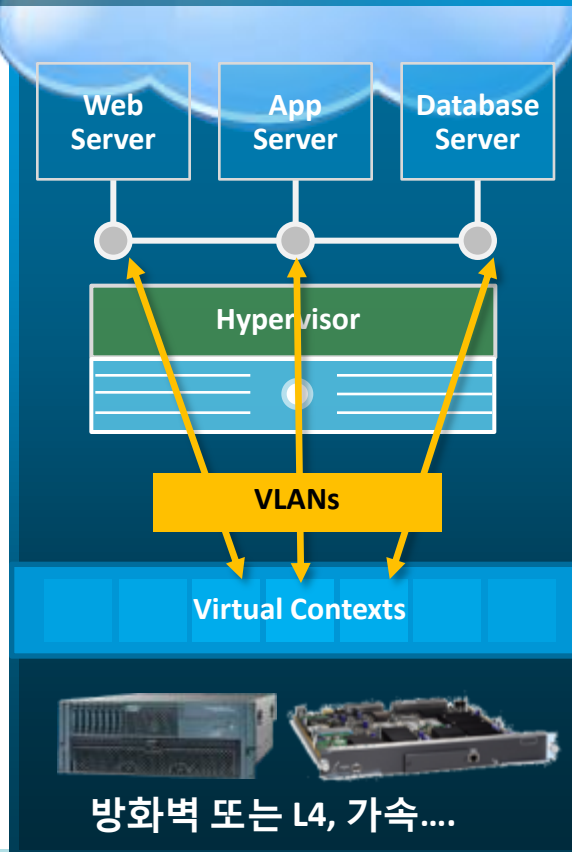 Web
Server
App
Server
Database
Server
Hypervisor
VLANs
Virtual Contexts
방화벽 또는 L4, 가속....